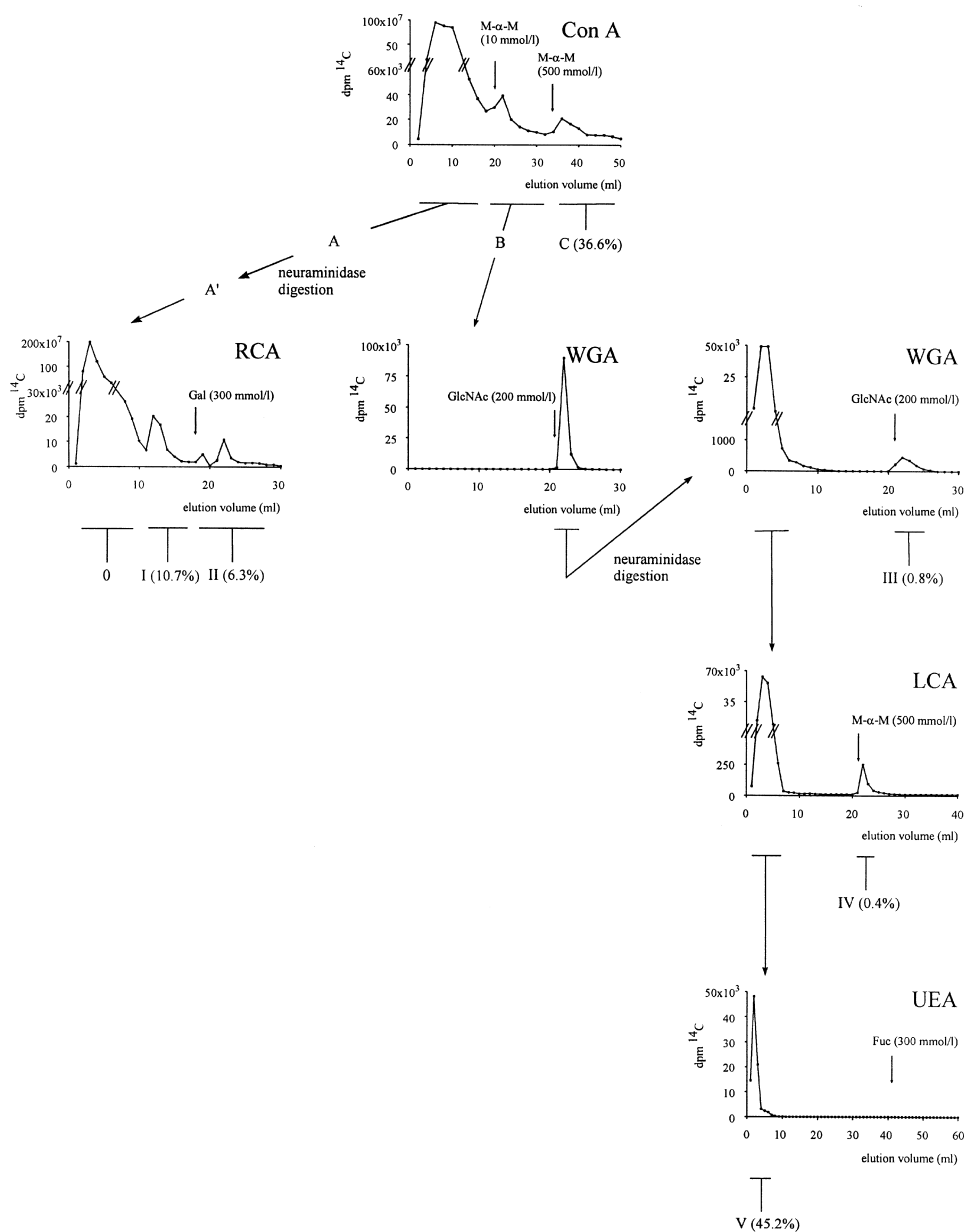 Con A
100x10⁷
50
60x10³
40
20
0
dpm ¹⁴C
M-α-M
(10 mmol/l)
M-α-M
(500 mmol/l)
0 10 20 30 40 50
elution volume (ml)
A
B
C (36.6%)
neuraminidase
digestion
A'
RCA
200x10⁷
100
30x10³
20
10
0
dpm ¹⁴C
Gal (300 mmol/l)
0 10 20 30
elution volume (ml)
0
I (10.7%)
II (6.3%)
WGA
100x10³
75
50
25
0
dpm ¹⁴C
GlcNAc (200 mmol/l)
0 10 20 30
elution volume (ml)
neuraminidase
digestion
WGA
50x10³
25
1000
0
dpm ¹⁴C
GlcNAc (200 mmol/l)
0 10 20 30
elution volume (ml)
III (0.8%)
LCA
70x10³
35
250
0
dpm ¹⁴C
M-α-M (500 mmol/l)
0 10 20 30 40
elution volume (ml)
IV (0.4%)
UEA
50x10³
40
30
20
10
0
dpm ¹⁴C
Fuc (300 mmol/l)
0 10 20 30 40 50 60
elution volume (ml)
V (45.2%)